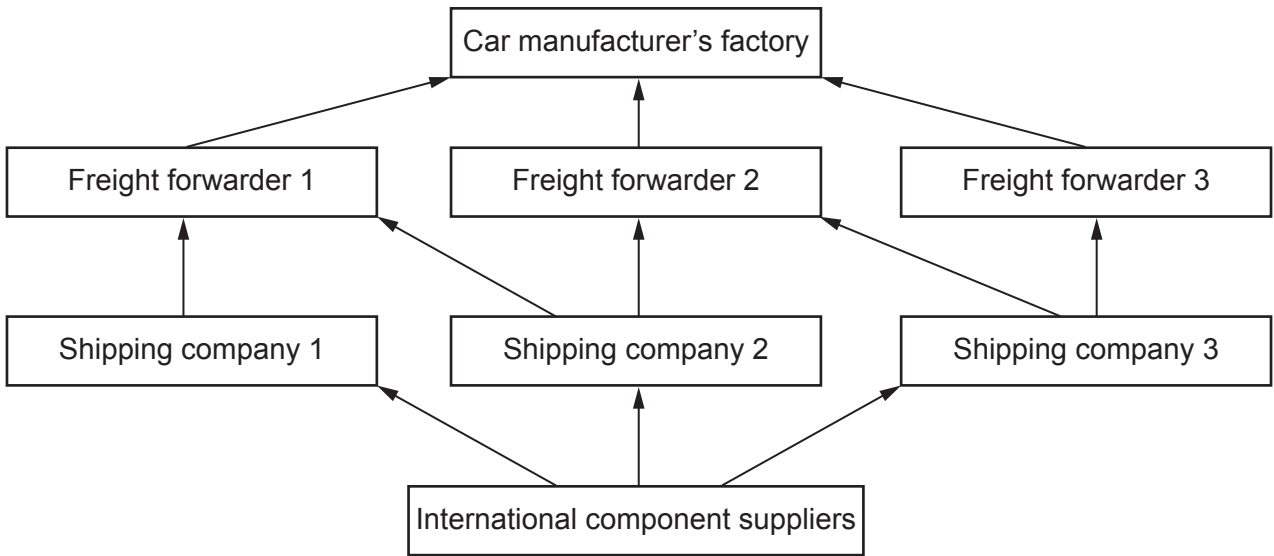 Car manufacturer’s factory
Freight forwarder 1
Freight forwarder 2
Freight forwarder 3
Shipping company 1
Shipping company 2
Shipping company 3
International component suppliers